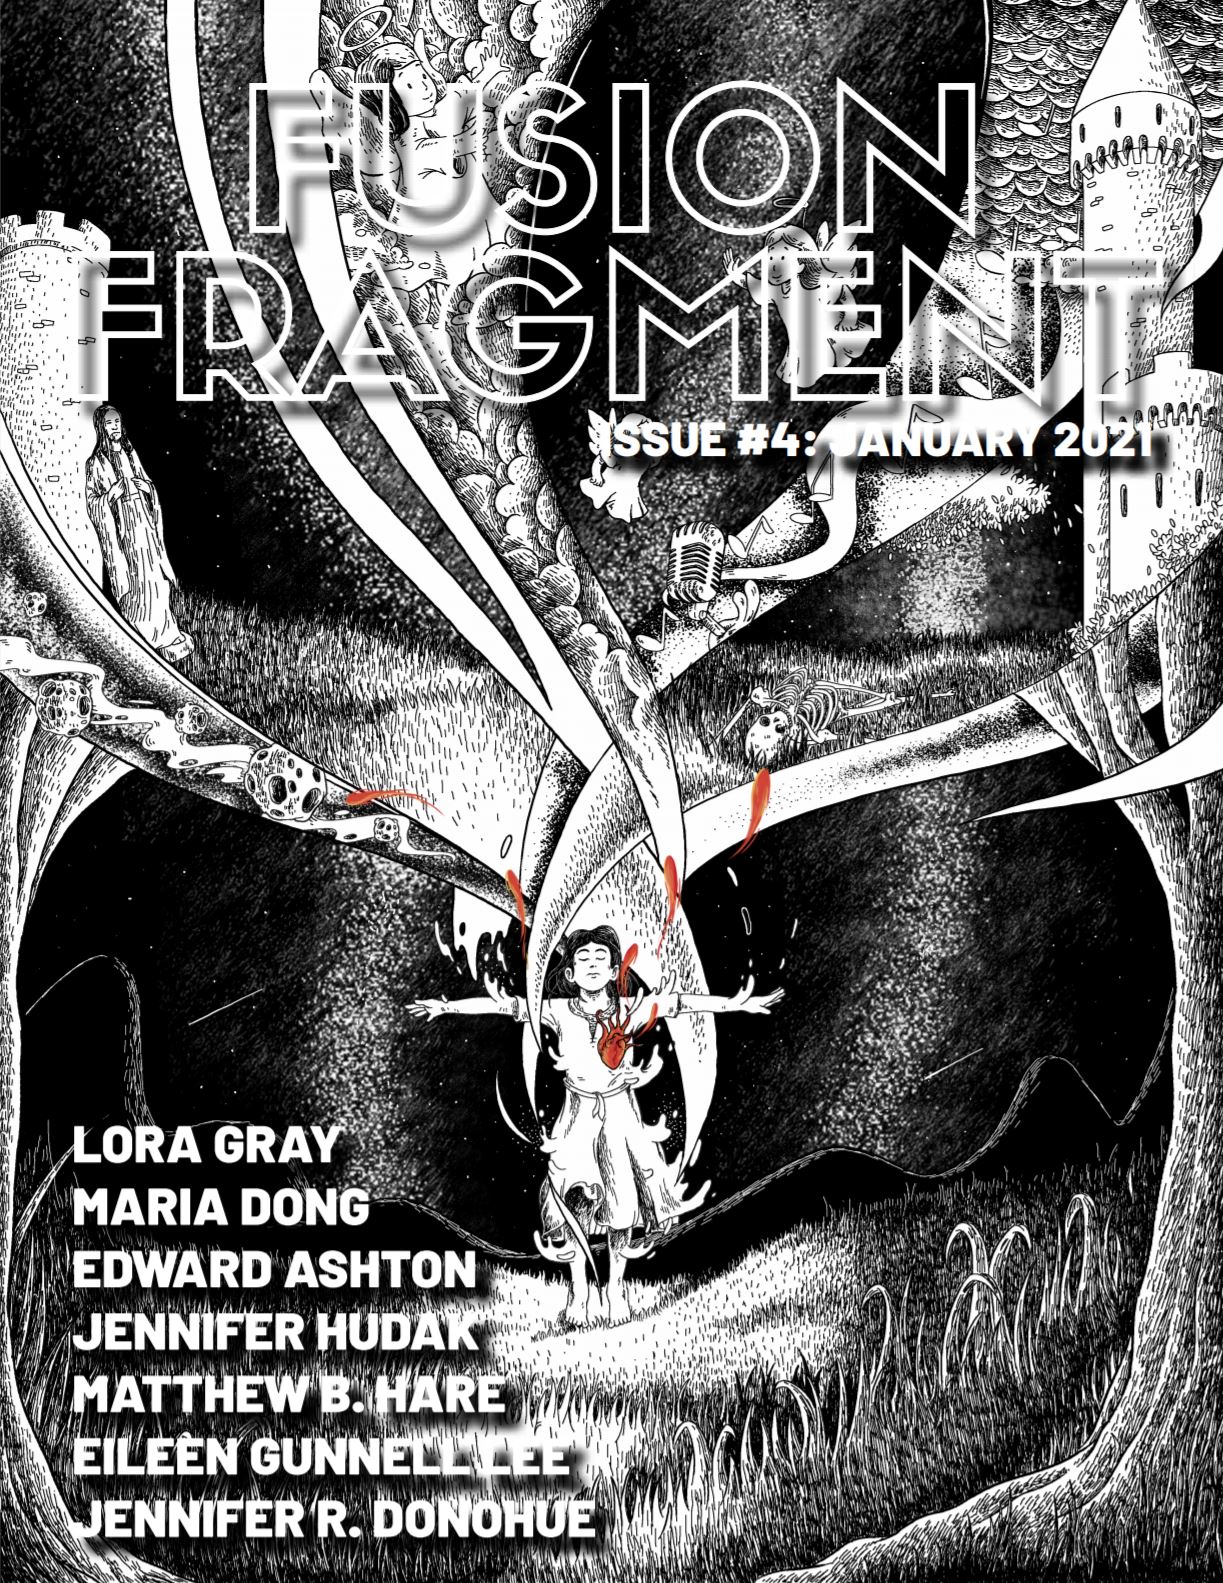 FUSION
FRAGMENT
ISSUE #4: JANUARY 2021
LORA GRAY
MARIA DONG
EDWARD ASHTON
JENNIFER HUDAK
MATTHEW B. HARE
EILEEN GUNNELL LEE
JENNIFER R. DONOHUE